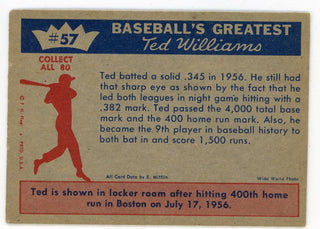 #57
BASEBALL'S GREATEST
Ted Williams
COLLECT
ALL 80
Ted batted a solid .345 in 1956. He still had
that sharp eye as shown by the fact that he
led both leagues in night game hitting with a
.382 mark. Ted passed the 4,000 total base
mark and the 400 home run mark. Also, he
became the 9th player in baseball history to
both bat in and score 1,500 runs.
All Card Data by E. Mifflin
Wide World Photo
Ted is shown in locker room after hitting 400th home
run in Boston on July 17, 1956.